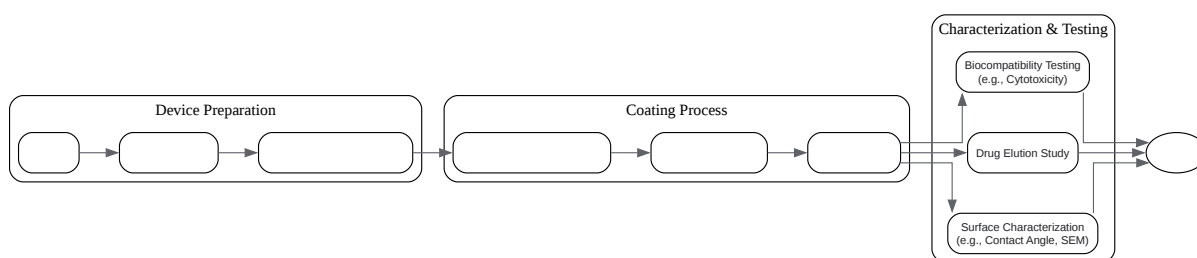 Characterization & Testing
Biocompatibility Testing
(e.g., Cytotoxicity)
Device Preparation
Coating Process
Drug Elution Study
Surface Characterization
(e.g., Contact Angle, SEM)